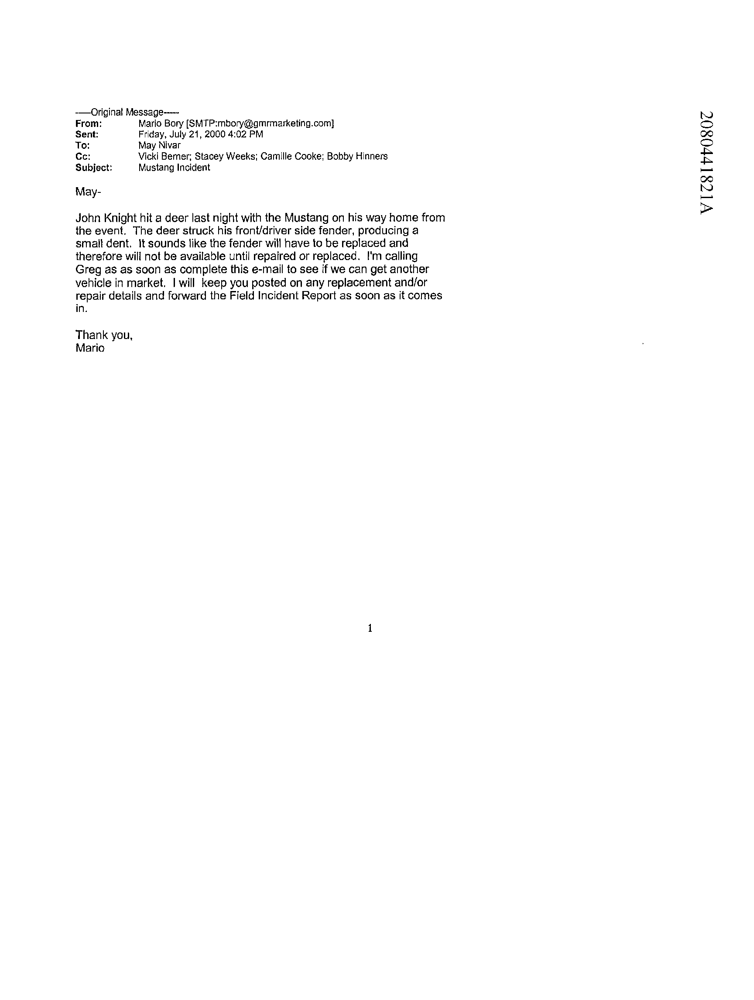 -----Original Message-----
From: Mario Bory [SMTP:mbory@gmrmarketing.com]
Sent: Friday, July 21, 2000 4:02 PM
To: May Nivar
Cc: Vicki Berner; Stacey Weeks; Camille Cooke; Bobby Hinners
Subject: Mustang Incident
May-
John Knight hit a deer last night with the Mustang on his way home from
the event. The deer struck his front/driver side fender, producing a
small dent. It sounds like the fender will have to be replaced and
therefore will not be available until repaired or replaced. I'm calling
Greg as as soon as complete this e-mail to see if we can get another
vehicle in market. I will keep you posted on any replacement and/or
repair details and forward the Field Incident Report as soon as it comes
in.
Thank you,
Mario
1
2080441821A